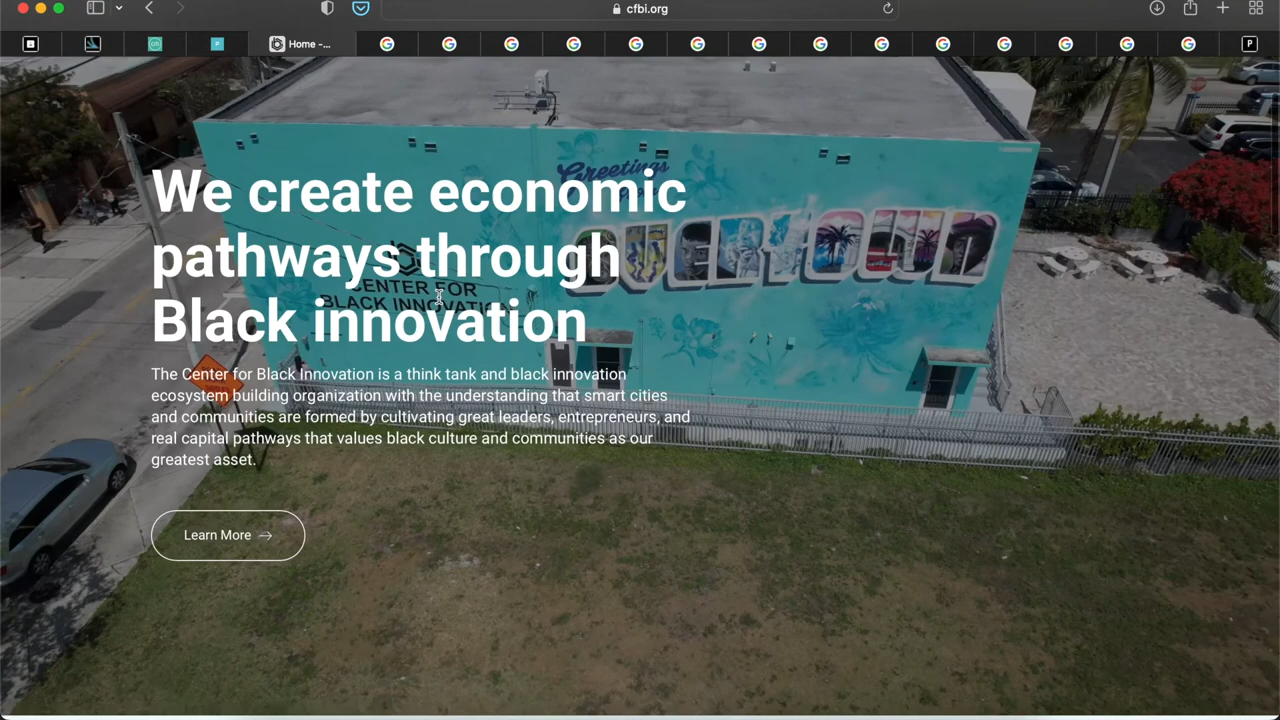 cfbi.org
Home -...
Greetings
OVERTOWN
We create economic
pathways through
Black innovation
CENTER FOR
BLACK INNOVATION
The Center for Black Innovation is a think tank and black innovation
ecosystem building organization with the understanding that smart cities
and communities are formed by cultivating great leaders, entrepreneurs, and
real capital pathways that values black culture and communities as our
greatest asset.
Learn More